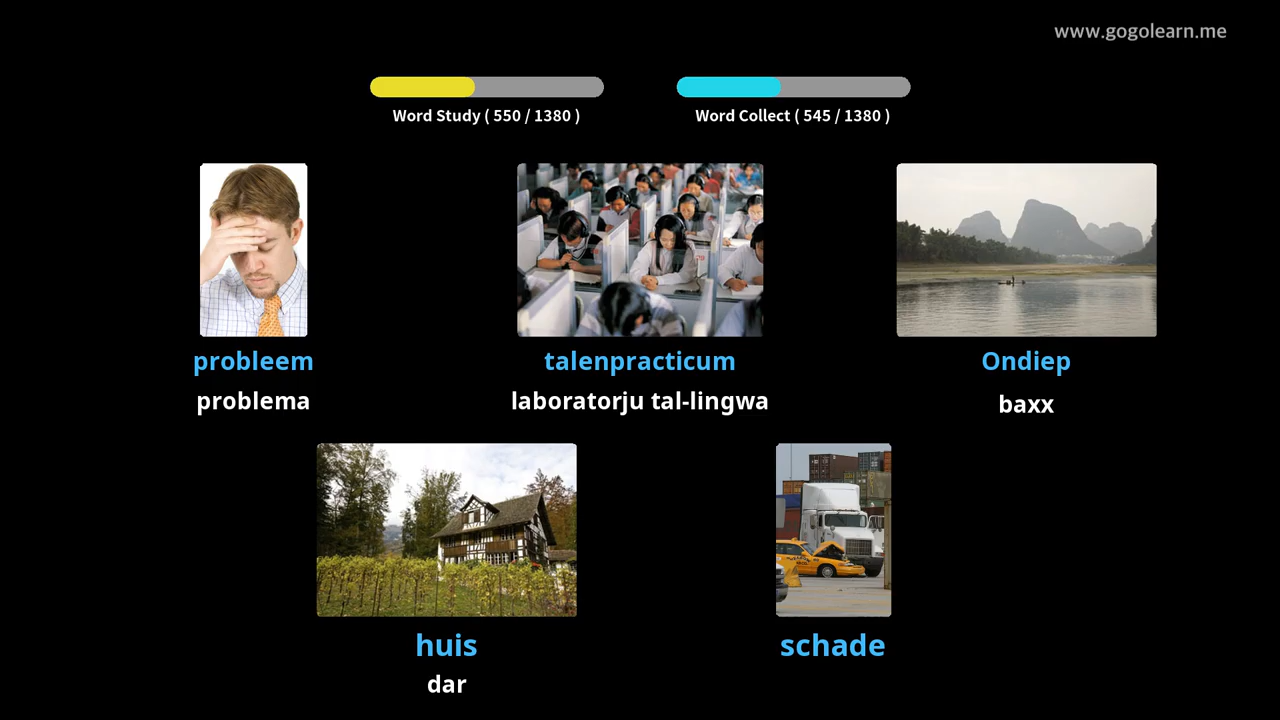 www.gogolearn.me
Word Study ( 550 / 1380 )
Word Collect ( 545 / 1380 )
probleem
talenpracticum
Ondiep
problema
laboratorju tal-lingwa
baxx
huis
schade
dar